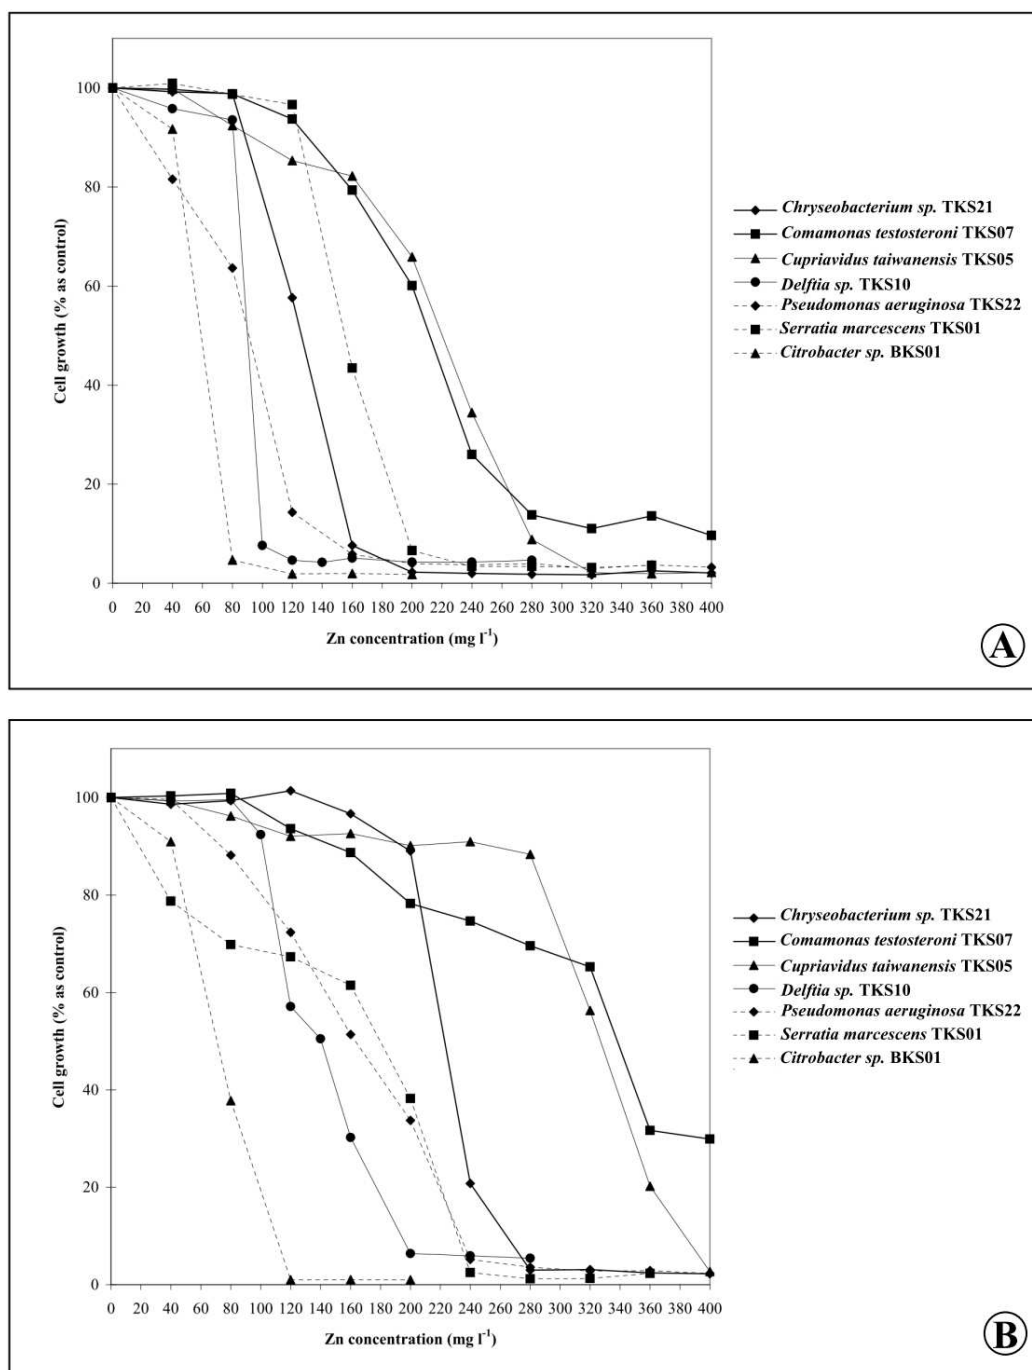 100
80
60
40
20
0
Cell growth (% as control)
0 20 40 60 80 100 120 140 160 180 200 220 240 260 280 300 320 340 360 380 400
Zn concentration (mg l-1)
Chryseobacterium sp. TKS21
Comamonas testosteroni TKS07
Cupriavidus taiwanensis TKS05
Delftia sp. TKS10
Pseudomonas aeruginosa TKS22
Serratia marcescens TKS01
Citrobacter sp. BKS01
A
100
80
60
40
20
0
Cell growth (% as control)
0 20 40 60 80 100 120 140 160 180 200 220 240 260 280 300 320 340 360 380 400
Zn concentration (mg l-1)
Chryseobacterium sp. TKS21
Comamonas testosteroni TKS07
Cupriavidus taiwanensis TKS05
Delftia sp. TKS10
Pseudomonas aeruginosa TKS22
Serratia marcescens TKS01
Citrobacter sp. BKS01
B